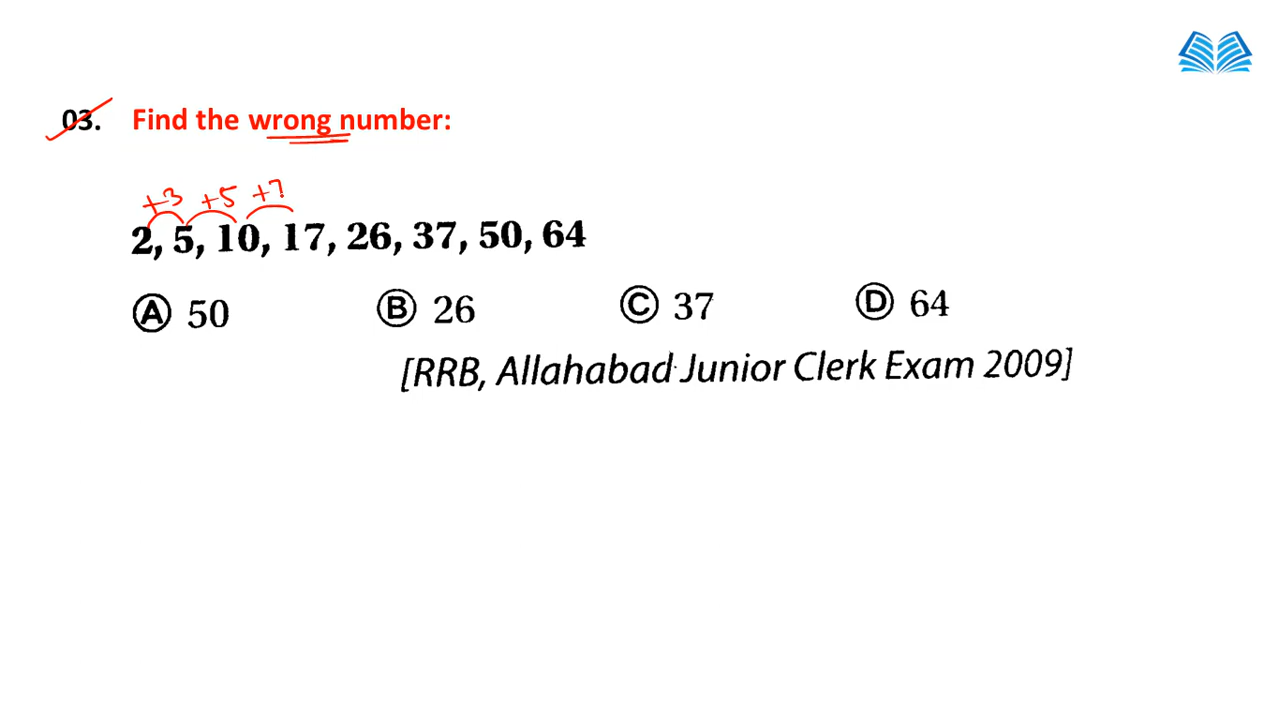 03. Find the wrong number:
+3 +5 +7
2, 5, 10, 17, 26, 37, 50, 64
Ⓐ 50 Ⓑ 26 Ⓒ 37 Ⓓ 64
[RRB, Allahabad Junior Clerk Exam 2009]